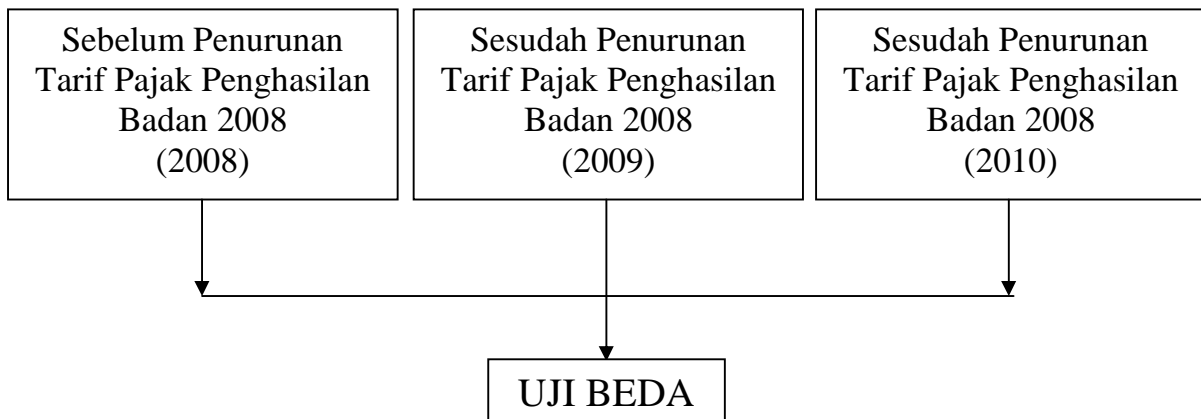 Sebelum Penurunan
Tarif Pajak Penghasilan
Badan 2008
(2008)
Sesudah Penurunan
Tarif Pajak Penghasilan
Badan 2008
(2009)
Sesudah Penurunan
Tarif Pajak Penghasilan
Badan 2008
(2010)
UJI BEDA